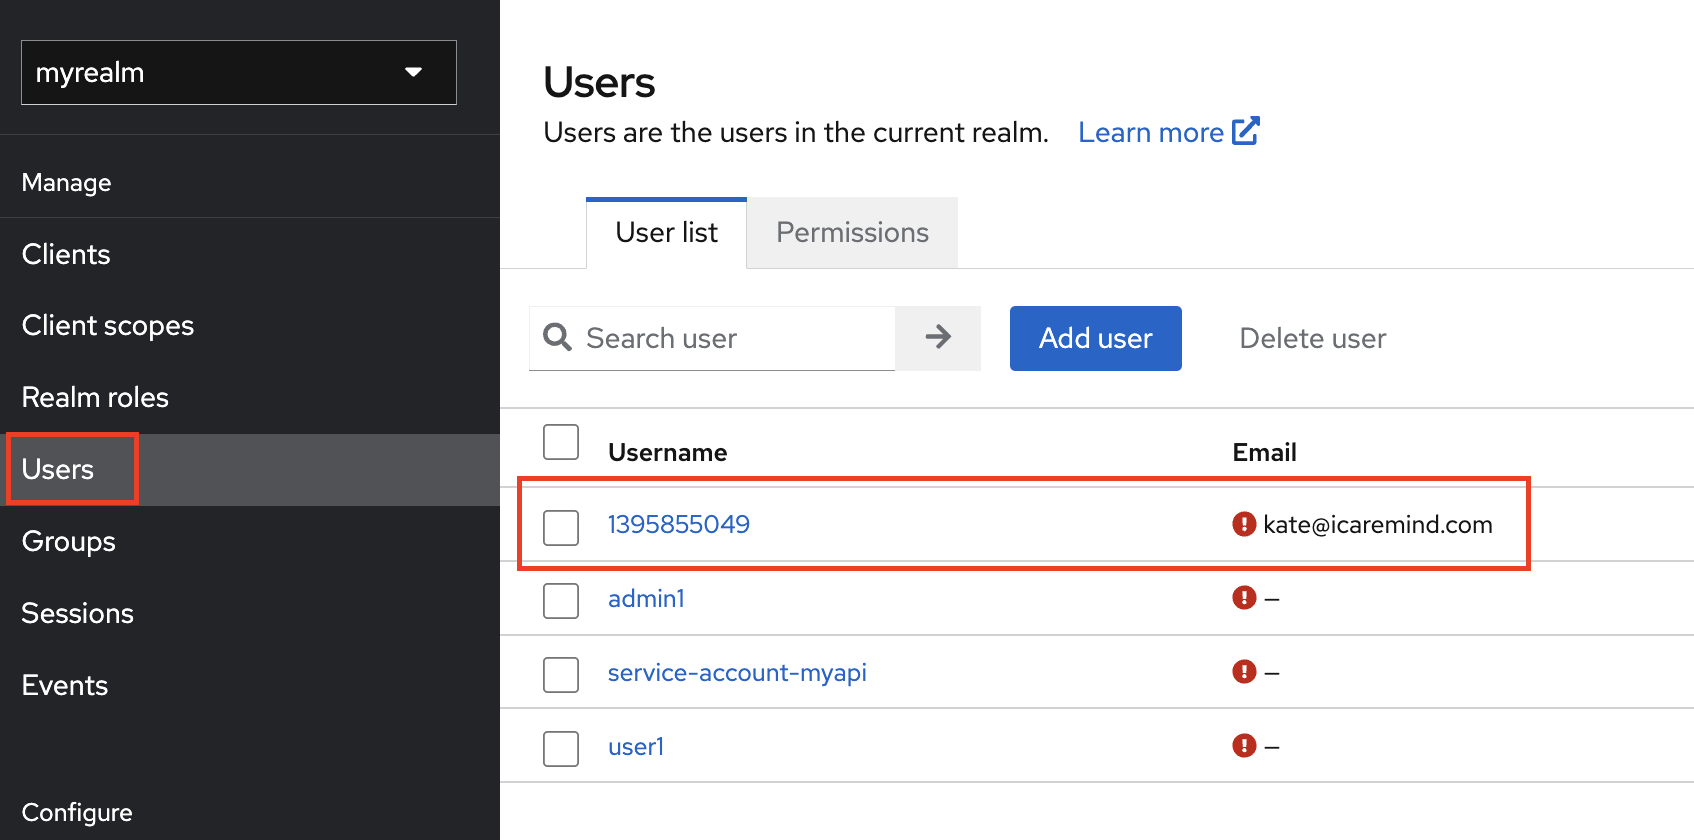 myrealm
Manage
Clients
Client scopes
Realm roles
Users
Groups
Sessions
Events
Configure
Users
Users are the users in the current realm. Learn more
User list Permissions
Search user Add user Delete user
Username Email
1395855049 kate@icaremind.com
admin1 –
service-account-myapi –
user1 –